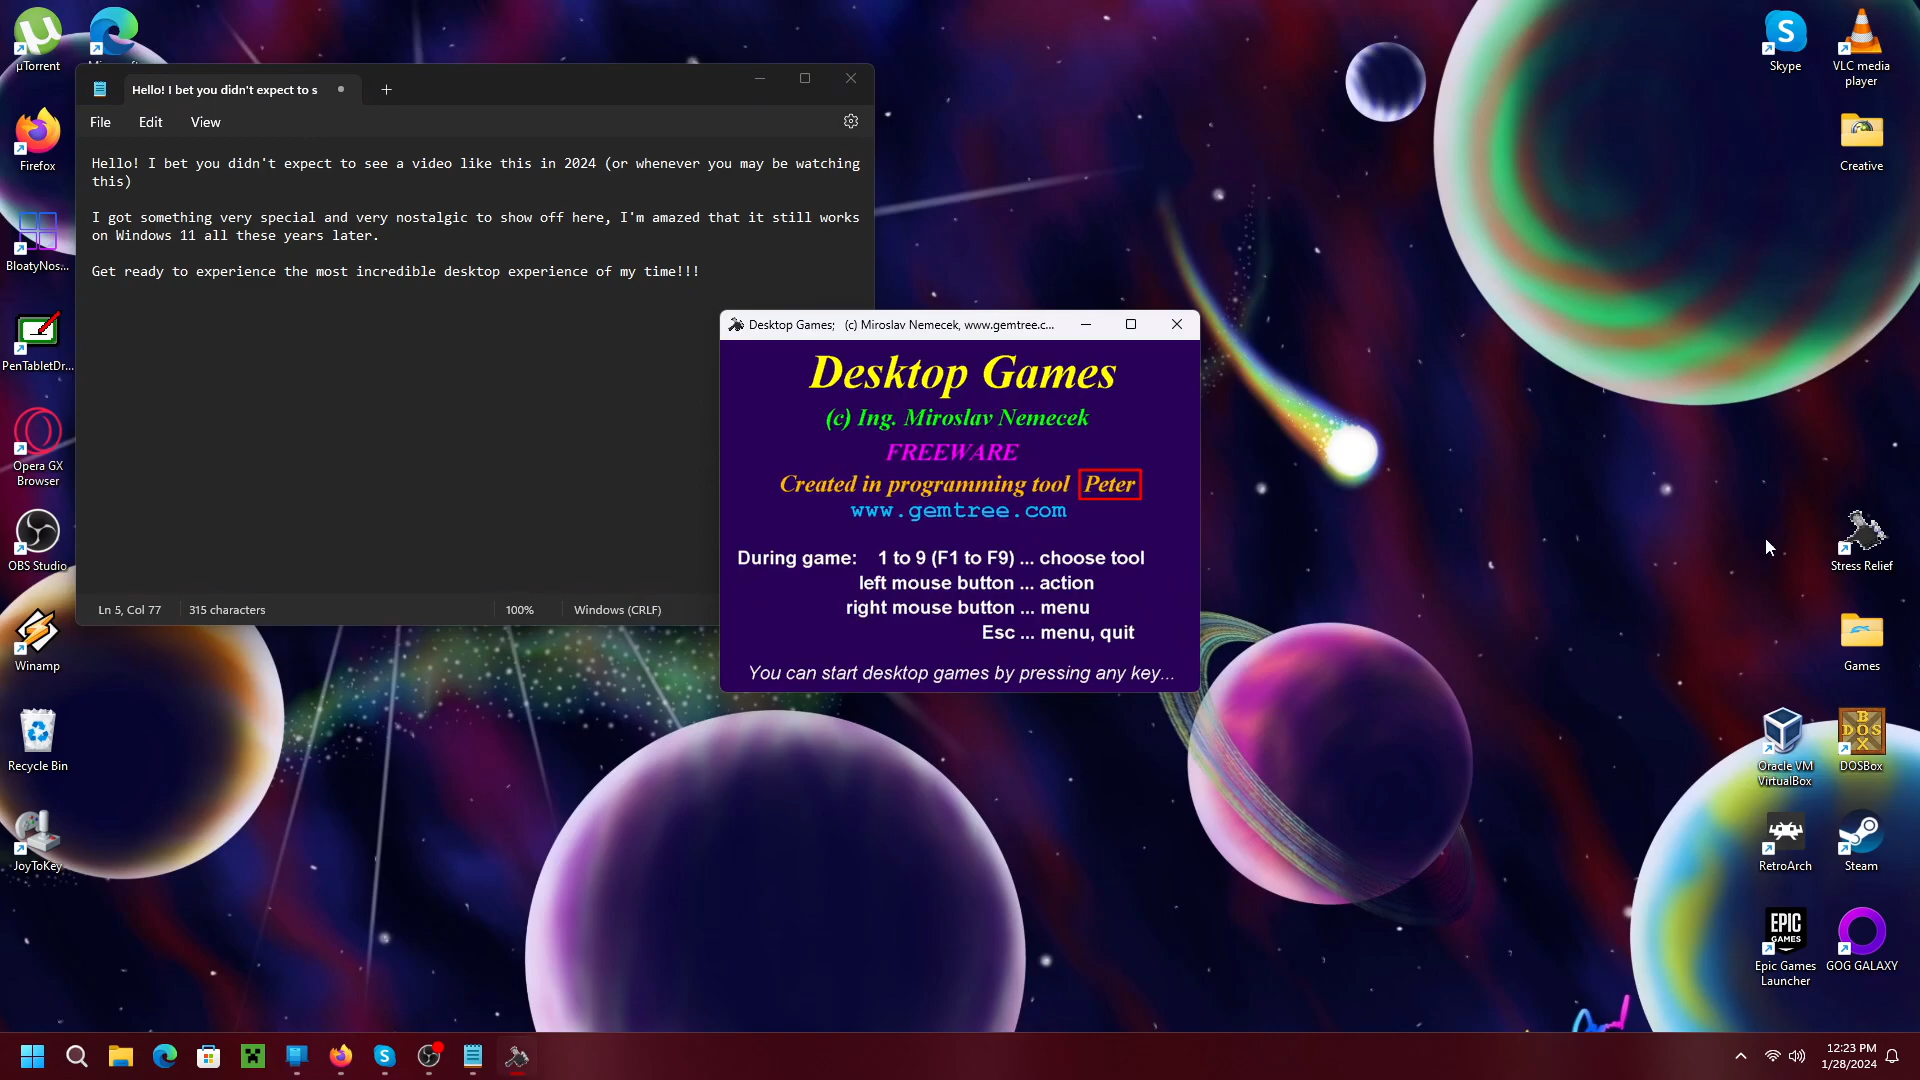 µTorrent
Firefox
BloatyNos...
PenTabletDr...
Opera GX
Browser
OBS Studio
Winamp
Recycle Bin
JoyToKey
Hello! I bet you didn't expect to s
File Edit View
Hello! I bet you didn't expect to see a video like this in 2024 (or whenever you may be watching
this)
I got something very special and very nostalgic to show off here, I'm amazed that it still works
on Windows 11 all these years later.
Get ready to experience the most incredible desktop experience of my time!!!
Ln 5, Col 77 315 characters 100% Windows (CRLF)
Desktop Games; (c) Miroslav Nemecek, www.gemtree.c...
Desktop Games
(c) Ing. Miroslav Nemecek
FREEWARE
Created in programming tool Peter
www.gemtree.com
During game: 1 to 9 (F1 to F9) ... choose tool
left mouse button ... action
right mouse button ... menu
Esc ... menu, quit
You can start desktop games by pressing any key...
Skype
VLC media
player
Creative
Stress Relief
Games
Oracle VM
VirtualBox
DOSBox
RetroArch
Steam
EPIC
GAMES
Epic Games
Launcher
GOG GALAXY
12:23 PM
1/28/2024